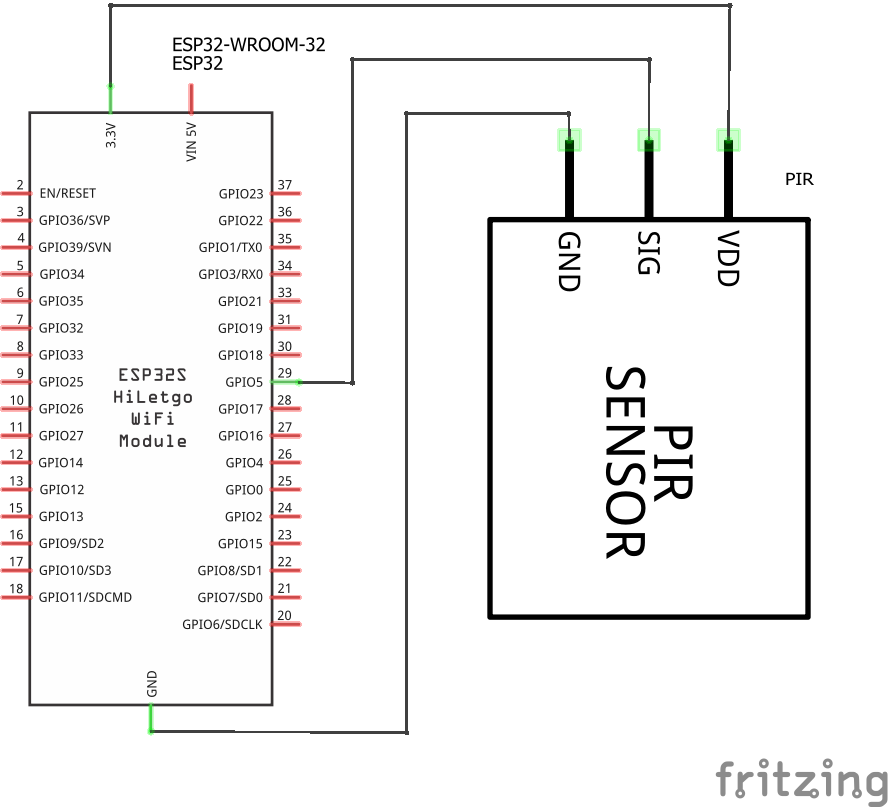 ESP32-WROOM-32
ESP32
3.3V
VIN 5V
2 EN/RESET
3 GPIO36/SVP
4 GPIO39/SVN
5 GPIO34
6 GPIO35
7 GPIO32
8 GPIO33
9 GPIO25
10 GPIO26
11 GPIO27
12 GPIO14
13 GPIO12
15 GPIO13
16 GPIO9/SD2
17 GPIO10/SD3
18 GPIO11/SDCMD
GPIO23 37
GPIO22 36
GPIO1/TX0 35
GPIO3/RX0 34
GPIO21 33
GPIO19 31
GPIO18 30
GPIO5 29
GPIO17 28
GPIO16 27
GPIO4 26
GPIO0 25
GPIO2 24
GPIO15 23
GPIO8/SD1 22
GPIO7/SD0 21
GPIO6/SDCLK 20
ESP32S
HiLetgo
WiFi
Module
GND
PIR
GND
SIG
VDD
PIR
SENSOR
fritzing